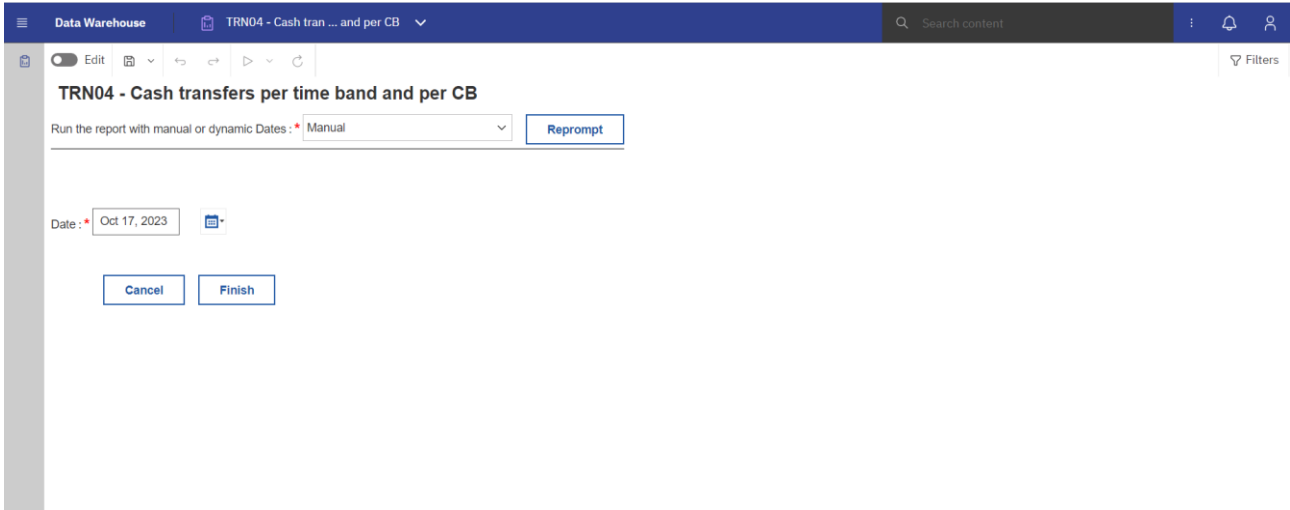 Data Warehouse
TRN04 - Cash tran ... and per CB
Search content
Edit
Filters
TRN04 - Cash transfers per time band and per CB
Run the report with manual or dynamic Dates : * Manual
Reprompt
Date : * Oct 17, 2023
Cancel
Finish